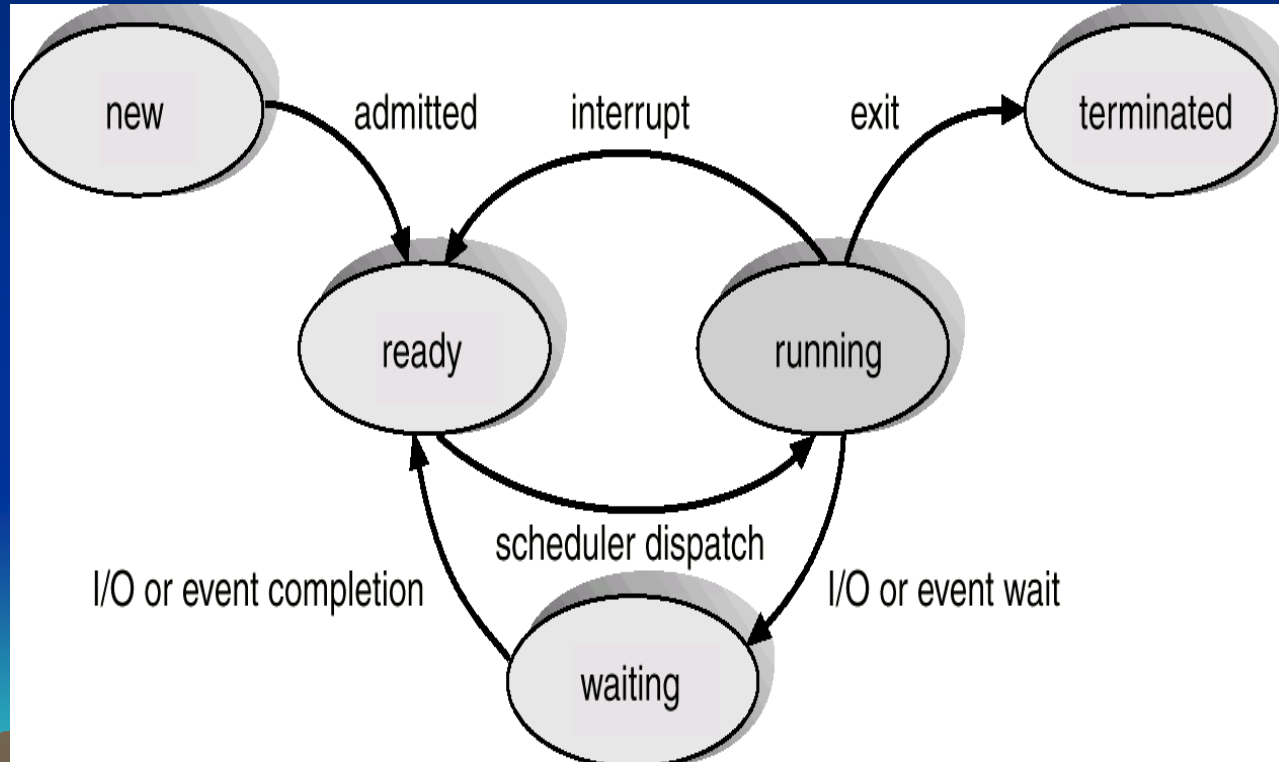 new
admitted
interrupt
exit
terminated
ready
running
scheduler dispatch
I/O or event completion
I/O or event wait
waiting